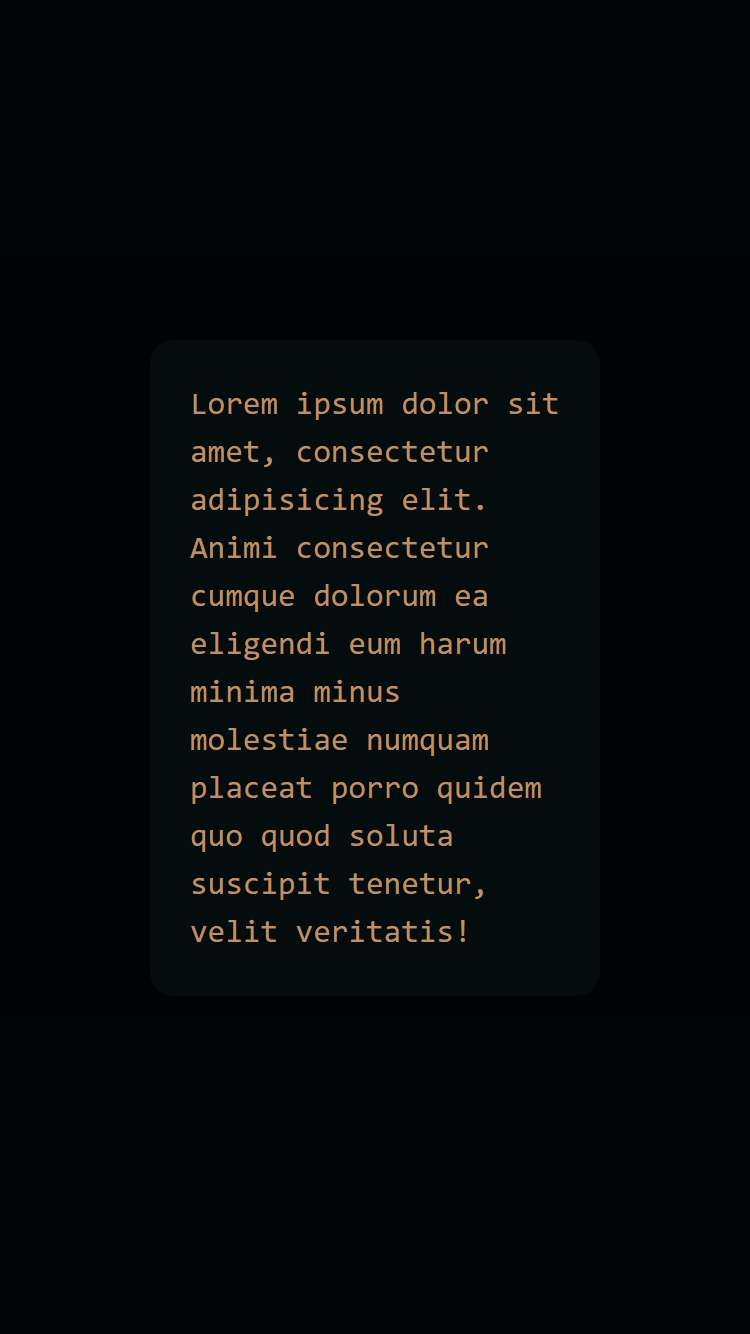 Lorem ipsum dolor sit
amet, consectetur
adipisicing elit.
Animi consectetur
cumque dolorum ea
eligendi eum harum
minima minus
molestiae numquam
placeat porro quidem
quo quod soluta
suscipit tenetur,
velit veritatis!